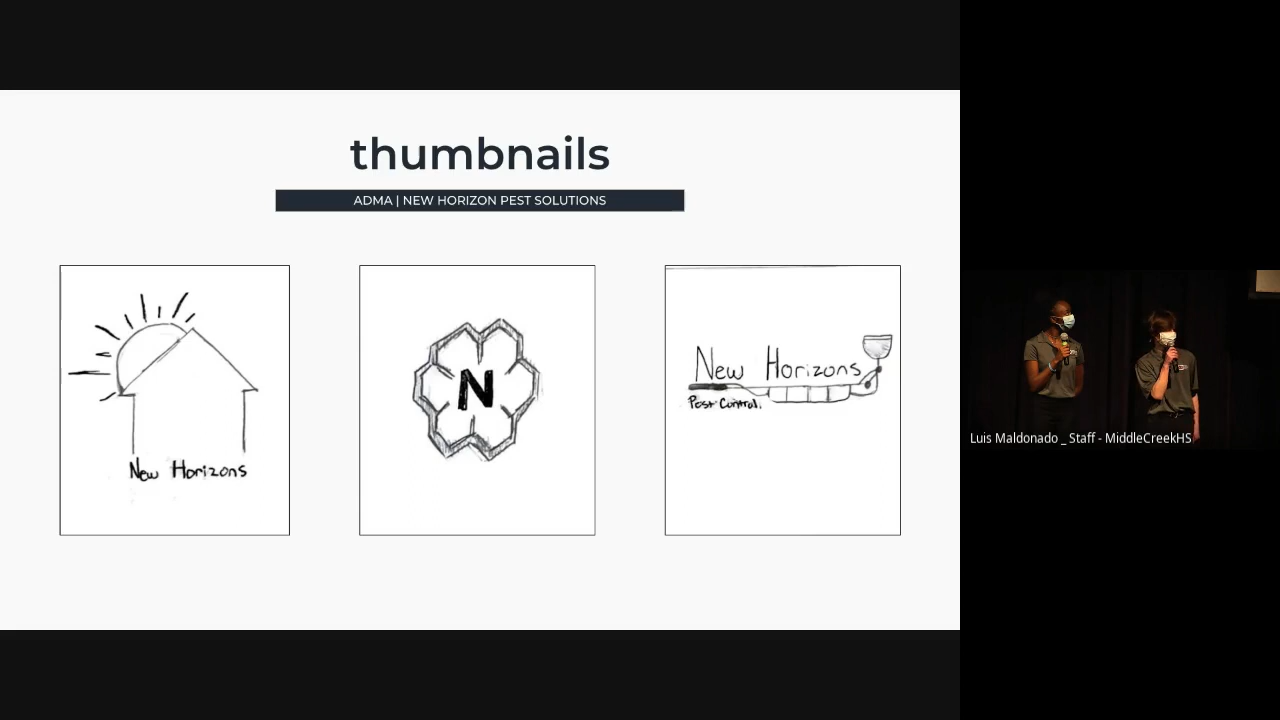 thumbnails
ADMA | NEW HORIZON PEST SOLUTIONS
New Horizons
N
New Horizons
Pest Control.
Luis Maldonado _ Staff - MiddleCreekHS